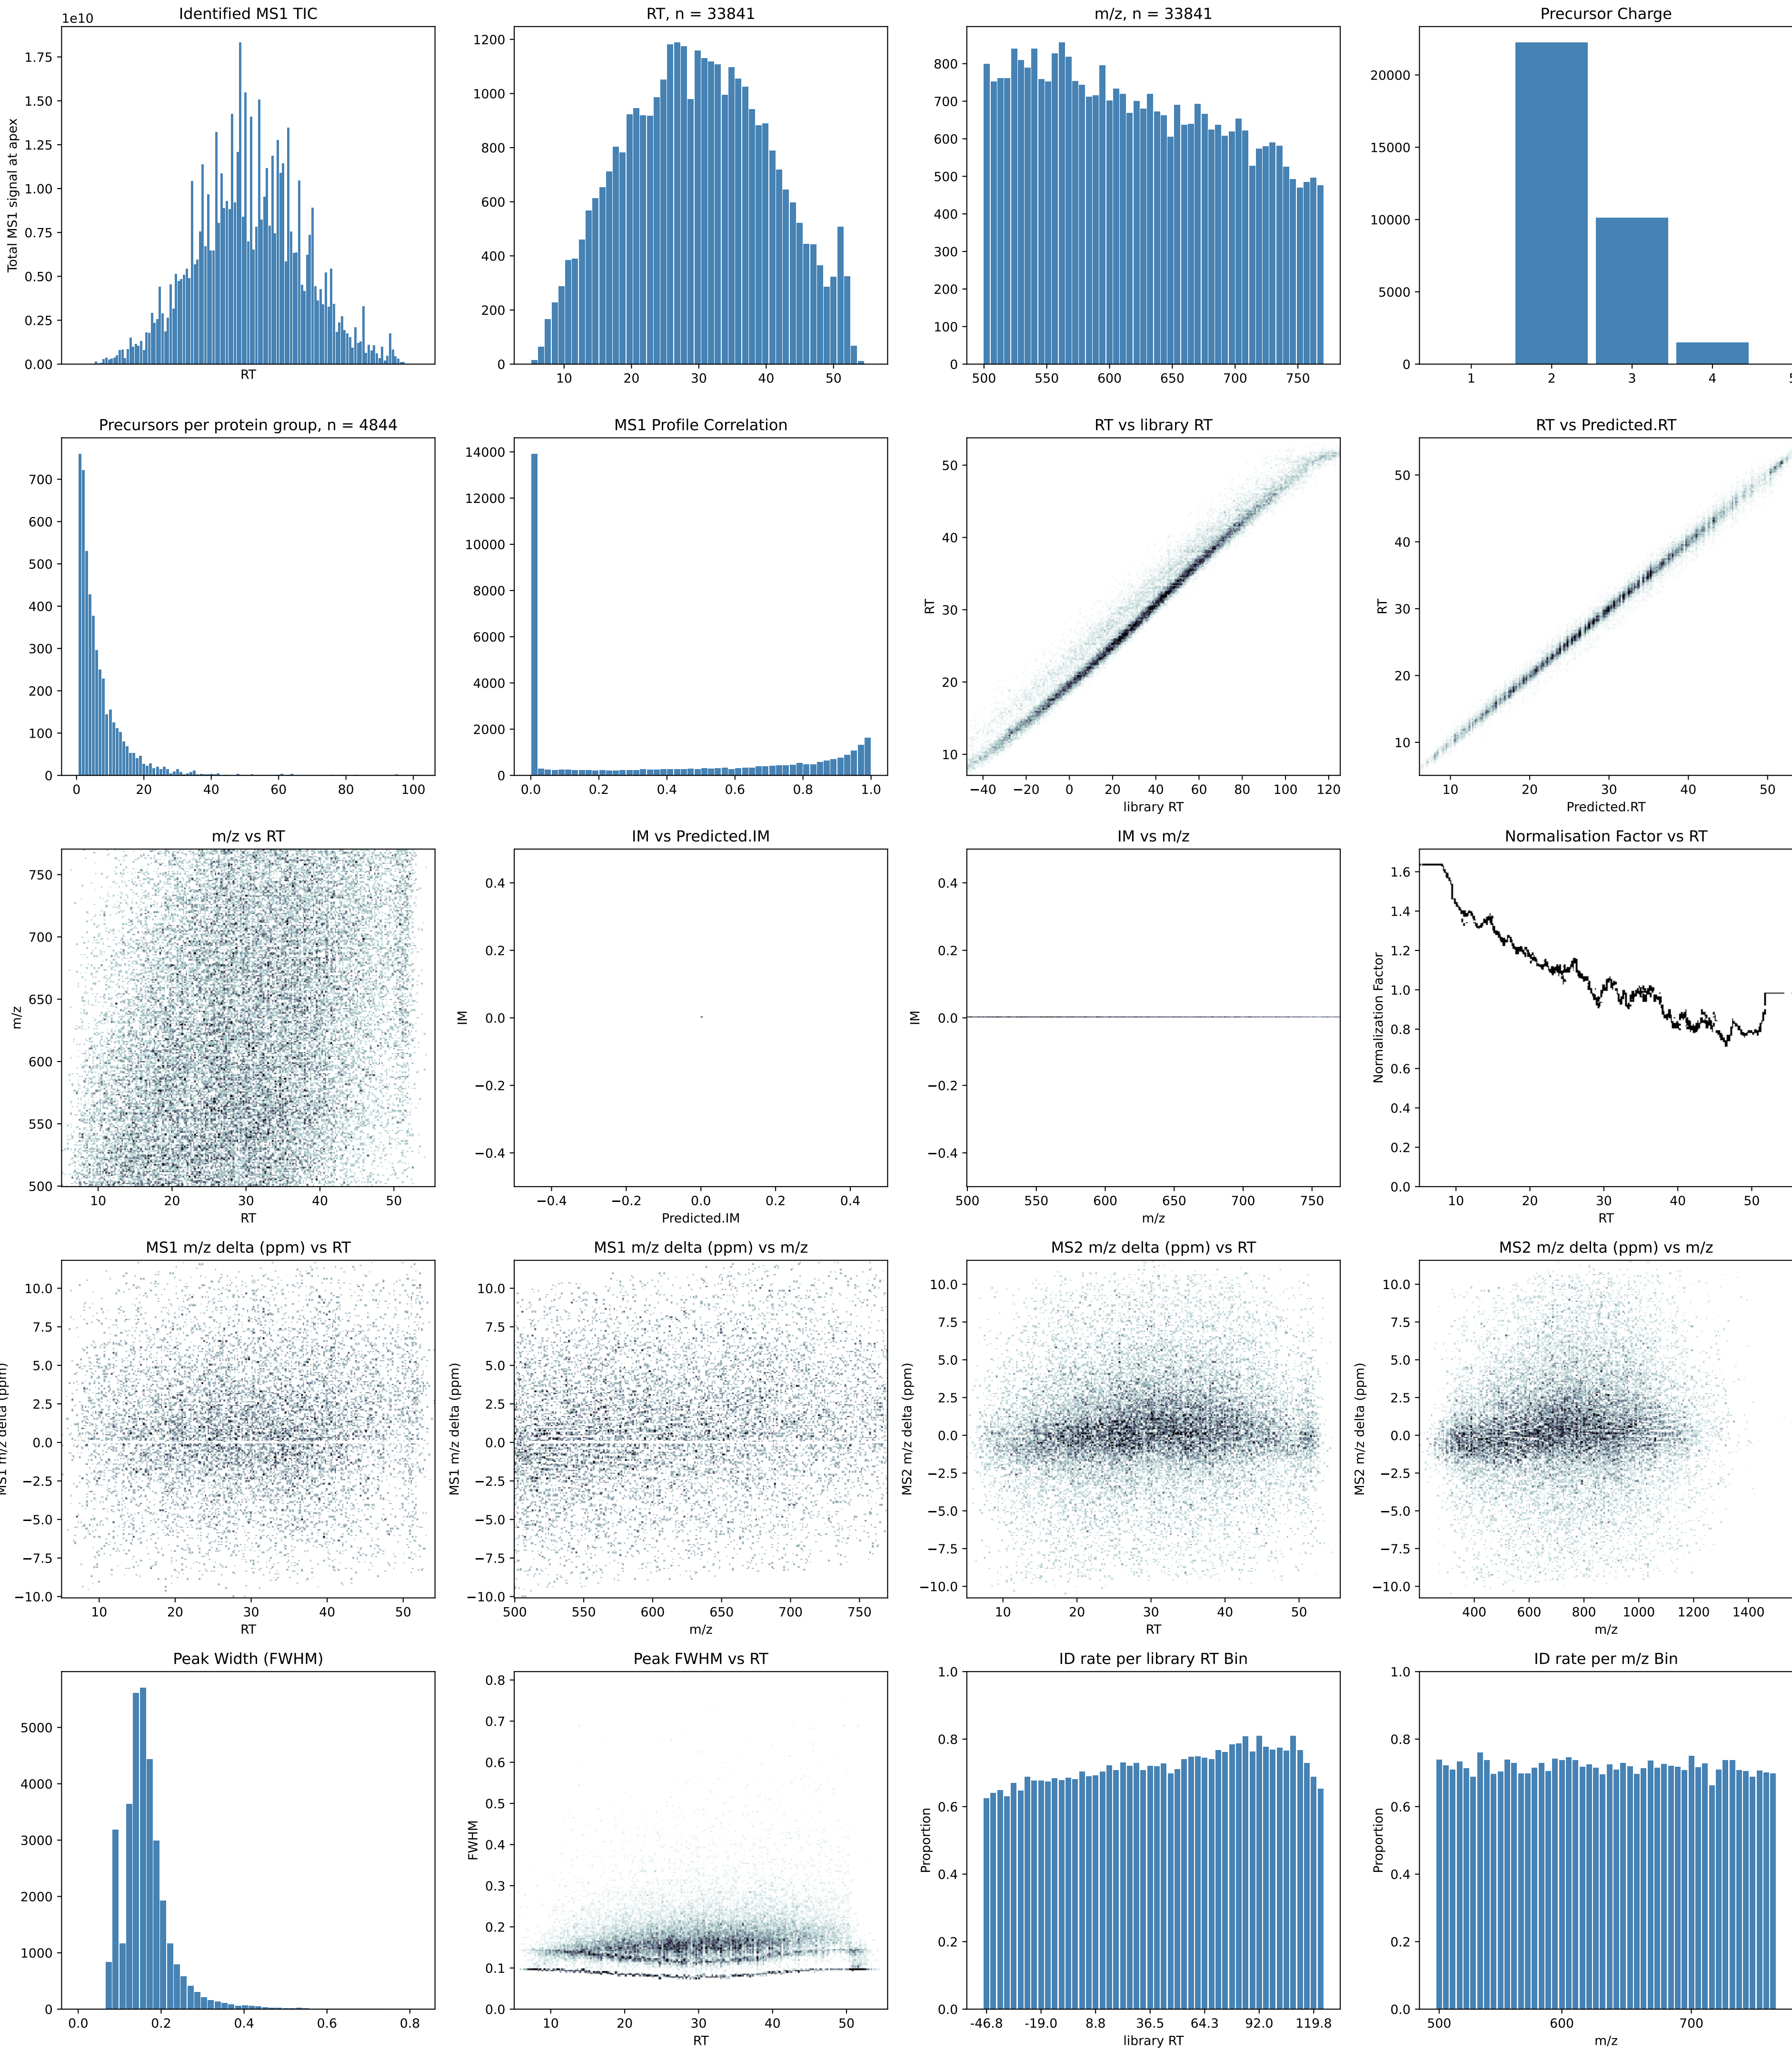 Identified MS1 TIC
1e10
Total MS1 signal at apex
1.75
1.50
1.25
1.00
0.75
0.50
0.25
0.00
RT
RT, n = 33841
1200
1000
800
600
400
200
0
10 20 30 40 50
m/z, n = 33841
800
700
600
500
400
300
200
100
0
500 550 600 650 700 750
Precursor Charge
20000
15000
10000
5000
0
1 2 3 4 5
Precursors per protein group, n = 4844
700
600
500
400
300
200
100
0
0 20 40 60 80 100
MS1 Profile Correlation
14000
12000
10000
8000
6000
4000
2000
0
0.0 0.2 0.4 0.6 0.8 1.0
RT vs library RT
RT
50
40
30
20
10
−40 −20 0 20 40 60 80 100 120
library RT
RT vs Predicted.RT
RT
50
40
30
20
10
10 20 30 40 50
Predicted.RT
m/z vs RT
m/z
750
700
650
600
550
500
10 20 30 40 50
RT
IM vs Predicted.IM
IM
0.4
0.2
0.0
−0.2
−0.4
−0.4 −0.2 0.0 0.2 0.4
Predicted.IM
IM vs m/z
IM
0.4
0.2
0.0
−0.2
−0.4
500 550 600 650 700 750
m/z
Normalisation Factor vs RT
Normalization Factor
1.6
1.4
1.2
1.0
0.8
0.6
0.4
0.2
0.0
10 20 30 40 50
RT
MS1 m/z delta (ppm) vs RT
MS1 m/z delta (ppm)
10.0
7.5
5.0
2.5
0.0
−2.5
−5.0
−7.5
−10.0
10 20 30 40 50
RT
MS1 m/z delta (ppm) vs m/z
MS1 m/z delta (ppm)
10.0
7.5
5.0
2.5
0.0
−2.5
−5.0
−7.5
−10.0
500 550 600 650 700 750
m/z
MS2 m/z delta (ppm) vs RT
MS2 m/z delta (ppm)
10.0
7.5
5.0
2.5
0.0
−2.5
−5.0
−7.5
−10.0
10 20 30 40 50
RT
MS2 m/z delta (ppm) vs m/z
MS2 m/z delta (ppm)
10.0
7.5
5.0
2.5
0.0
−2.5
−5.0
−7.5
−10.0
400 600 800 1000 1200 1400
m/z
Peak Width (FWHM)
5000
4000
3000
2000
1000
0
0.0 0.2 0.4 0.6 0.8
Peak FWHM vs RT
FWHM
0.8
0.7
0.6
0.5
0.4
0.3
0.2
0.1
0.0
10 20 30 40 50
RT
ID rate per library RT Bin
Proportion
1.0
0.8
0.6
0.4
0.2
0.0
-46.8 -19.0 8.8 36.5 64.3 92.0 119.8
library RT
ID rate per m/z Bin
Proportion
1.0
0.8
0.6
0.4
0.2
0.0
500 600 700
m/z